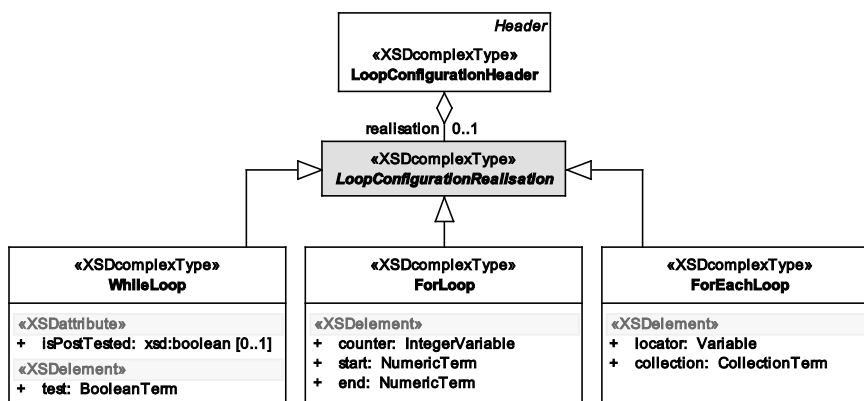 Header
«XSDcomplexType»
LoopConfigurationHeader
realisation 0..1
«XSDcomplexType»
LoopConfigurationRealisation
«XSDcomplexType»
WhileLoop
«XSDattribute»
+ isPostTested: xsd:boolean [0..1]
«XSDelement»
+ test: BooleanTerm
«XSDcomplexType»
ForLoop
«XSDelement»
+ counter: IntegerVariable
+ start: NumericTerm
+ end: NumericTerm
«XSDcomplexType»
ForEachLoop
«XSDelement»
+ locator: Variable
+ collection: CollectionTerm